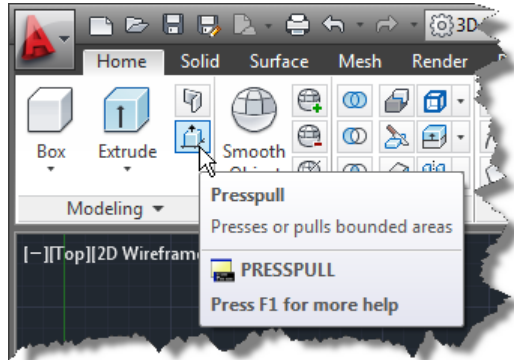 3D
Home Solid Surface Mesh Render
Box Extrude Smooth
Modeling
Presspull
Presses or pulls bounded areas
PRESSPULL
Press F1 for more help
[−][Top][2D Wirefram